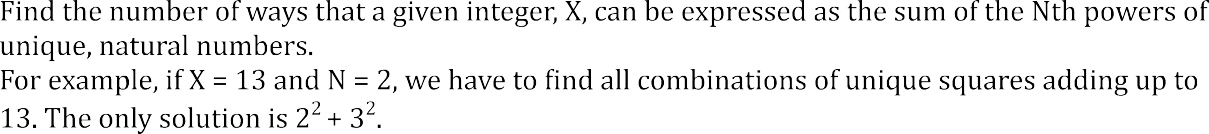 Find the number of ways that a given integer, X, can be expressed as the sum of the Nth powers of
unique, natural numbers.
For example, if X = 13 and N = 2, we have to find all combinations of unique squares adding up to
13. The only solution is 2² + 3².